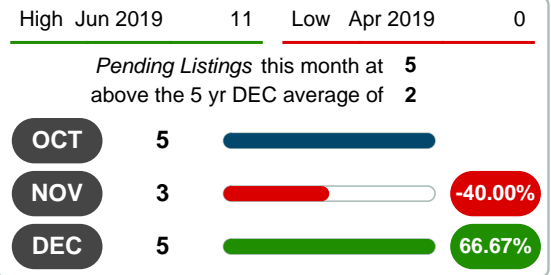 High Jun 2019 11 Low Apr 2019 0
Pending Listings this month at 5
above the 5 yr DEC average of 2
OCT 5
NOV 3 -40.00%
DEC 5 66.67%